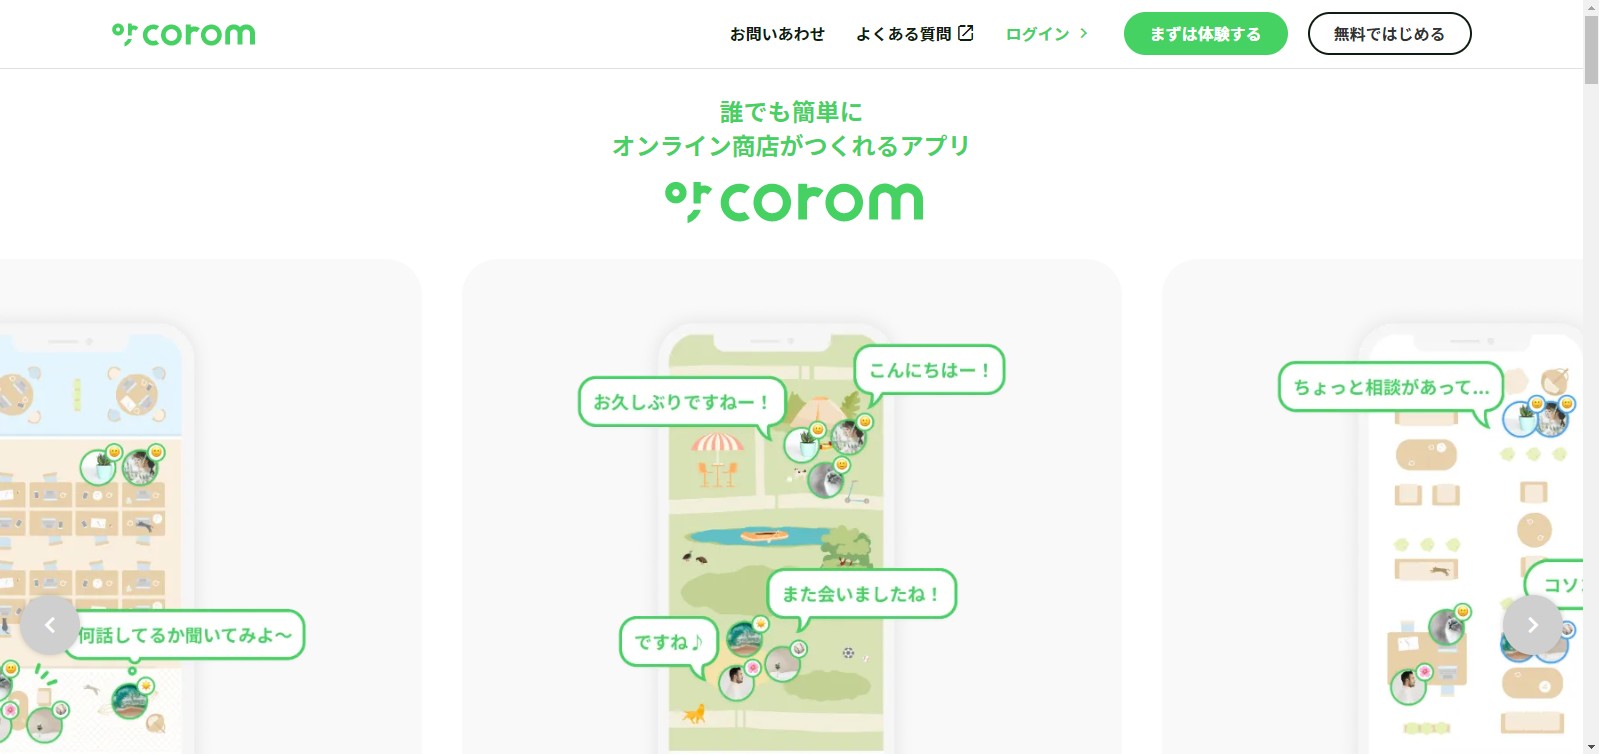 corom
お問いあわせ
よくある質問
ログイン
まずは体験する
無料ではじめる
誰でも簡単に
オンライン商店がつくれるアプリ
corom
お久しぶりですねー！
こんにちはー！
ちょっと相談があって...
また会いましたね！
コソ
何話してるか聞いてみよ〜
ですね♪